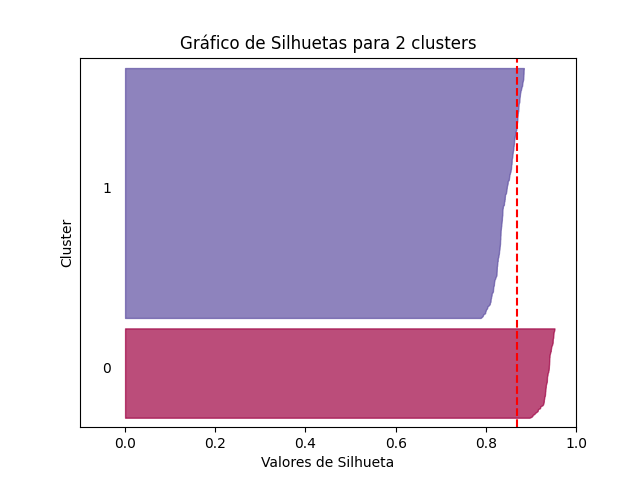 Gráfico de Silhuetas para 2 clusters
Cluster
1
0
0.0 0.2 0.4 0.6 0.8 1.0
Valores de Silhueta